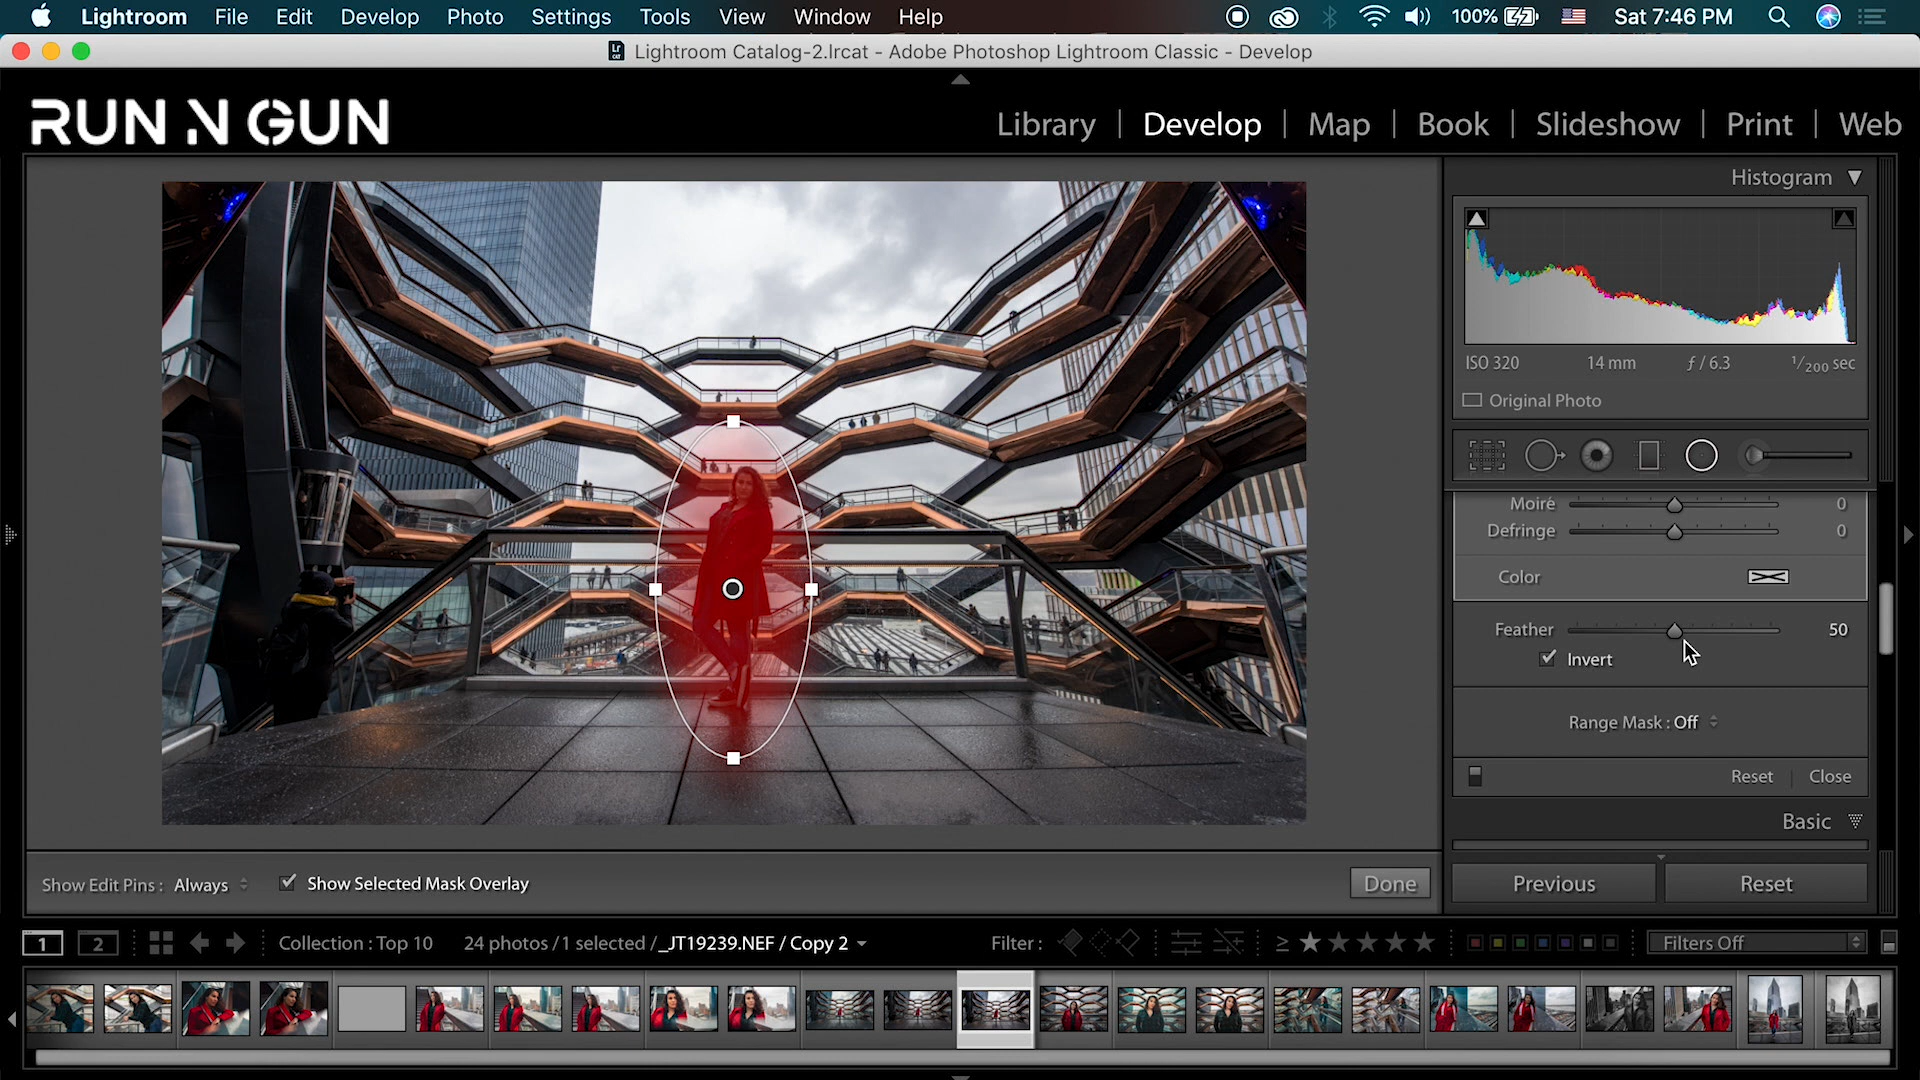 Lightroom File Edit Develop Photo Settings Tools View Window Help 100% Sat 7:46 PM
Lr CAT Lightroom Catalog-2.lrcat - Adobe Photoshop Lightroom Classic - Develop
RUN N GUN Library | Develop | Map | Book | Slideshow | Print | Web
Histogram
ISO 320 14 mm ƒ / 6.3 1/200 sec
Original Photo
Moiré 0
Defringe 0
Color
Feather 50
Invert
Range Mask : Off
Reset Close
Basic
Show Edit Pins : Always Show Selected Mask Overlay Done Previous Reset
1 2 Collection : Top 10 24 photos / 1 selected / _JT19239.NEF / Copy 2 Filter : ≥ Filters Off